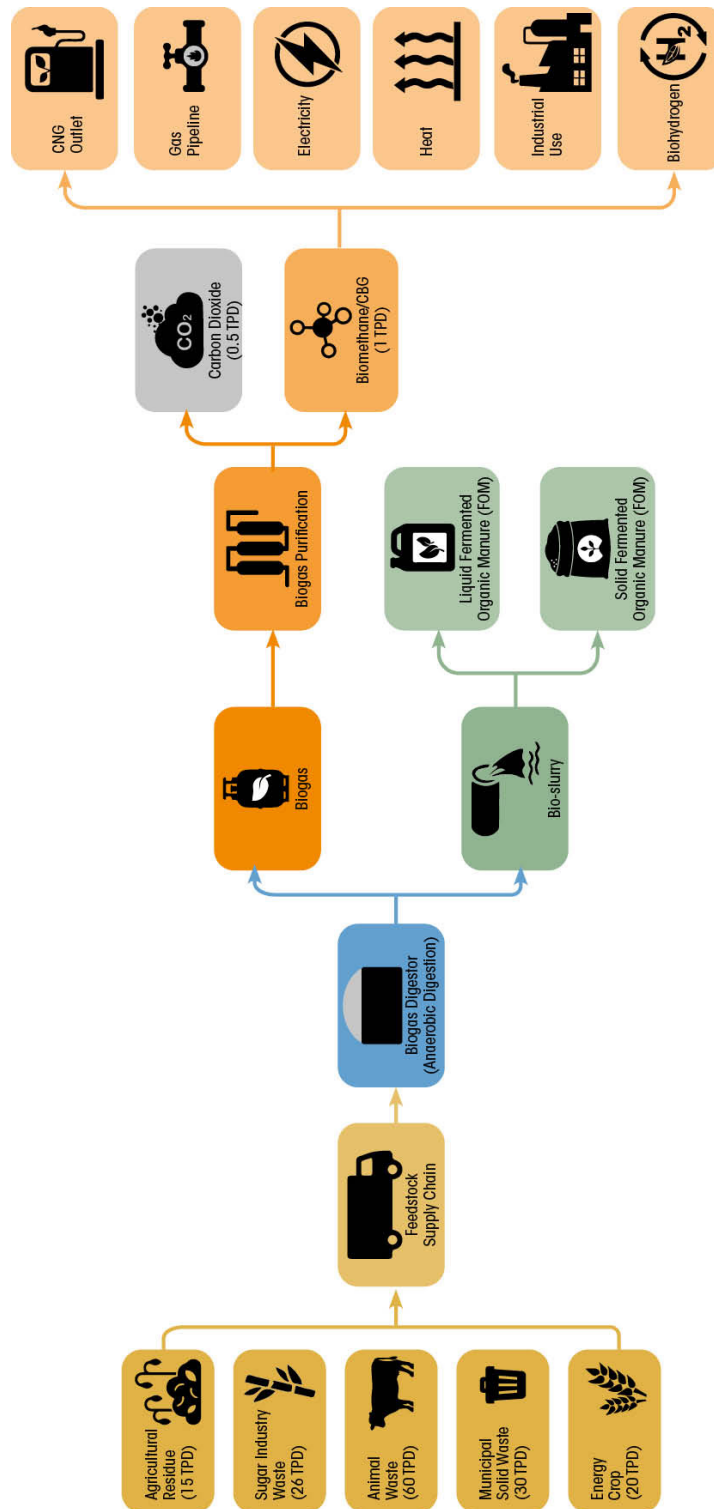 Agricultural
Residue
(15 TPD)
Sugar Industry
Waste
(26 TPD)
Animal
Waste
(60 TPD)
Municipal
Solid Waste
(30 TPD)
Energy
Crop
(20 TPD)
Feedstock
Supply Chain
Biogas Digestor
(Anaerobic Digestion)
Biogas
Bio-slurry
Biogas Purification
Liquid Fermented
Organic Manure (FOM)
Solid Fermented
Organic Manure (FOM)
CO2
Carbon Dioxide
(0.5 TPD)
Biomethane/CBG
(1 TPD)
CNG
Outlet
Gas
Pipeline
Electricity
Heat
Industrial
Use
H2
Biohydrogen